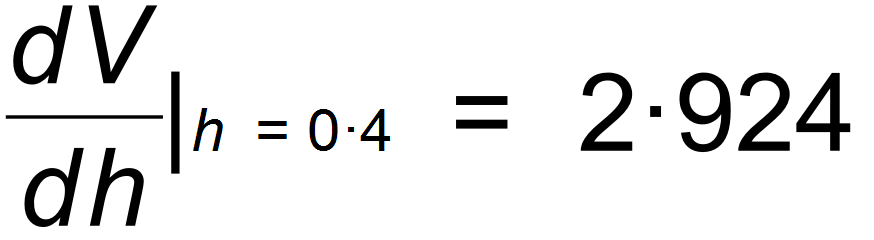 dV/dh|h = 0·4 = 2·924